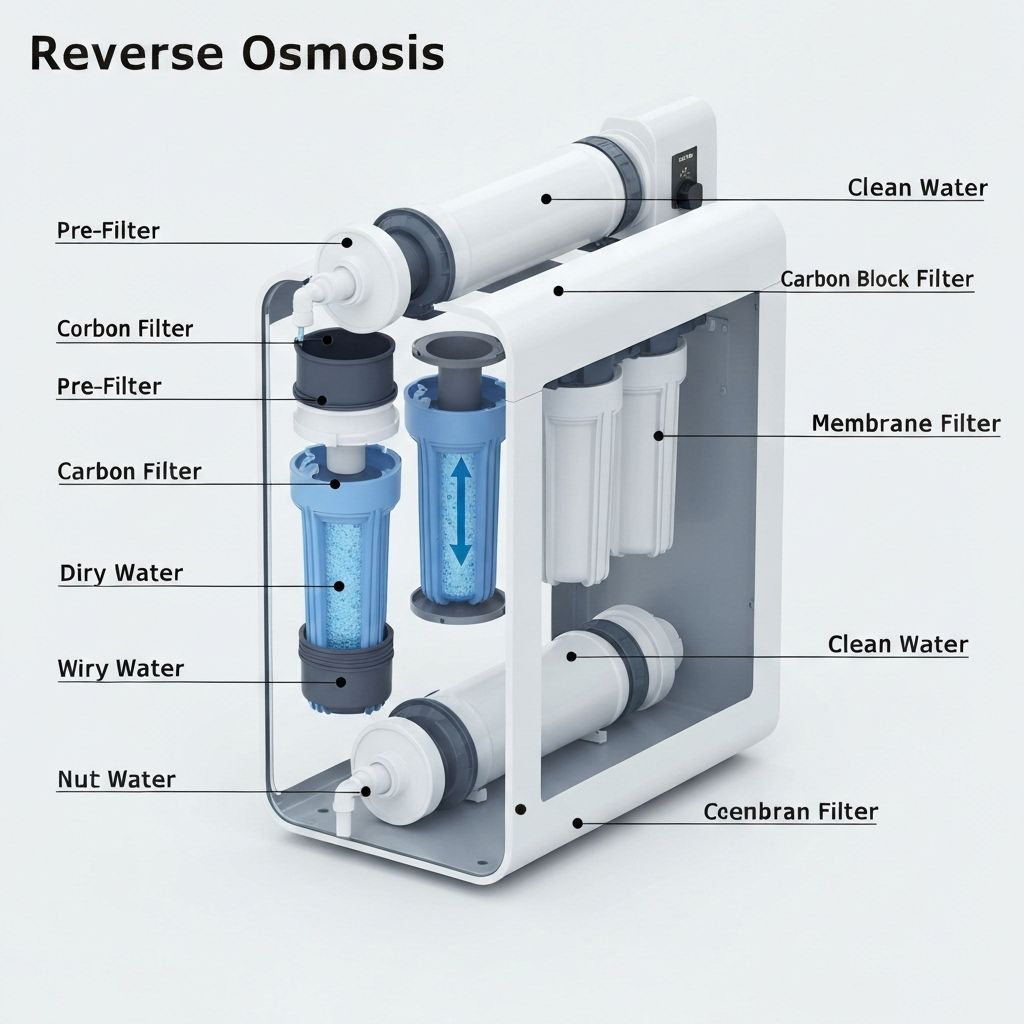 Reverse Osmosis
Clean Water
Pre-Filter
Carbon Block Filter
Corbon Filter
Pre-Filter
Membrane Filter
Carbon Filter
Diry Water
Clean Water
Wiry Water
Nut Water
Ccenbran Filter